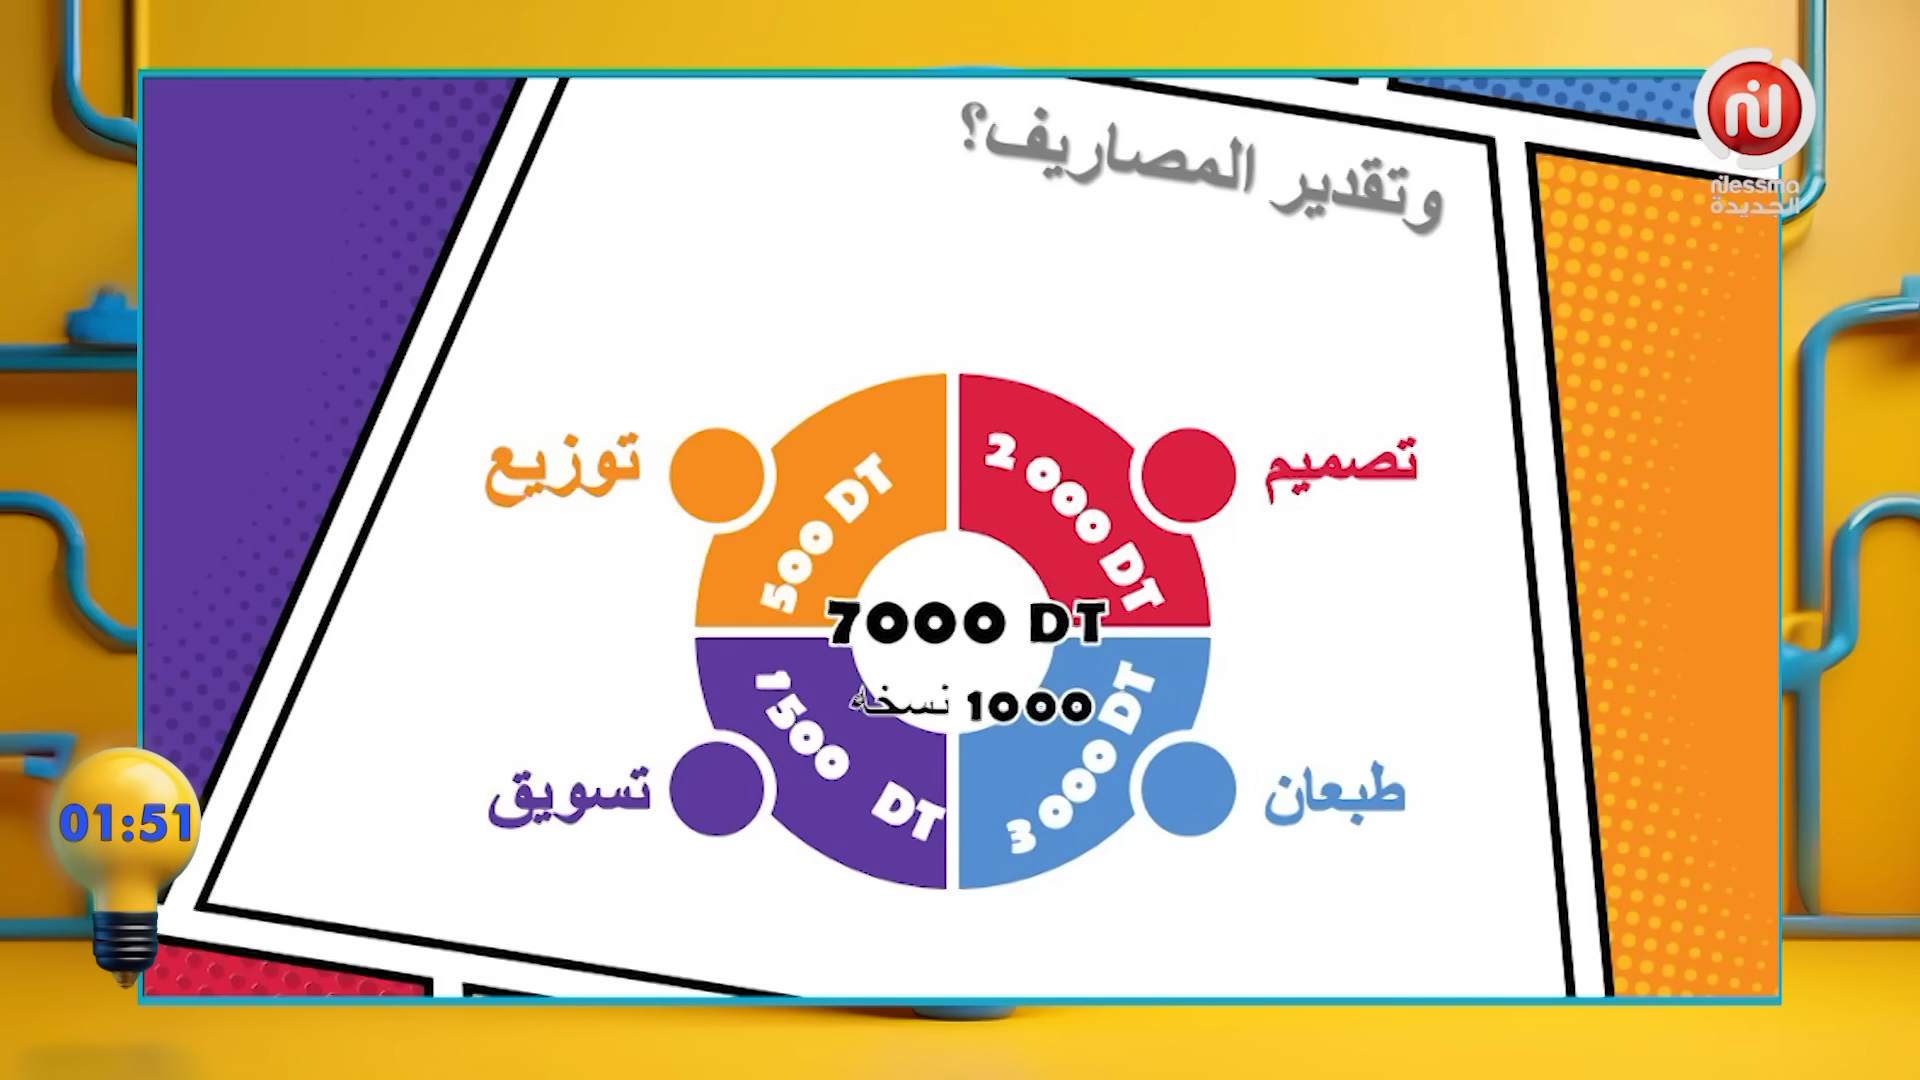 Nessma
الجديدة
وتقدير المصاريف؟
تصميم
2 000 DT
توزيع
500 DT
7000 DT
1000 نسخة
طبعان
3 000 DT
تسويق
1500 DT
01:51